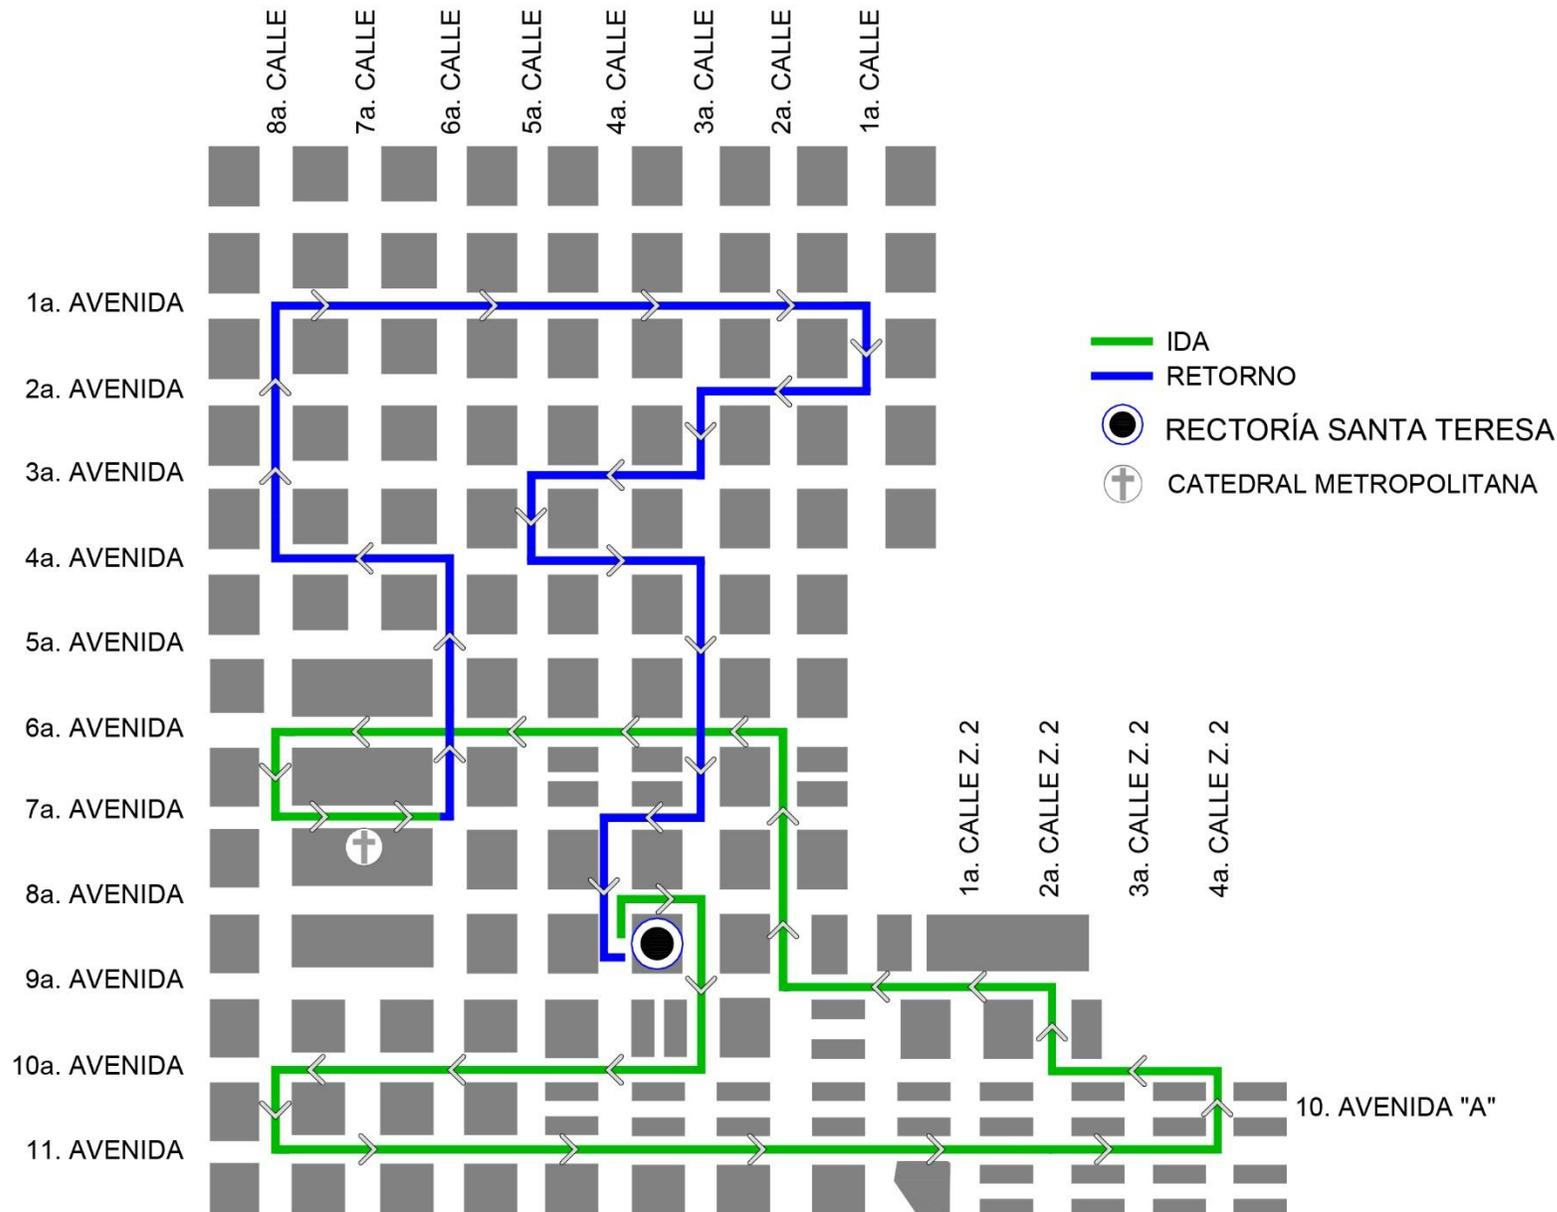 8a. CALLE
7a. CALLE
6a. CALLE
5a. CALLE
4a. CALLE
3a. CALLE
2a. CALLE
1a. CALLE
1a. AVENIDA
2a. AVENIDA
3a. AVENIDA
4a. AVENIDA
5a. AVENIDA
6a. AVENIDA
7a. AVENIDA
8a. AVENIDA
9a. AVENIDA
10a. AVENIDA
11. AVENIDA
IDA
RETORNO
RECTORÍA SANTA TERESA
CATEDRAL METROPOLITANA
1a. CALLE Z. 2
2a. CALLE Z. 2
3a. CALLE Z. 2
4a. CALLE Z. 2
10. AVENIDA "A"